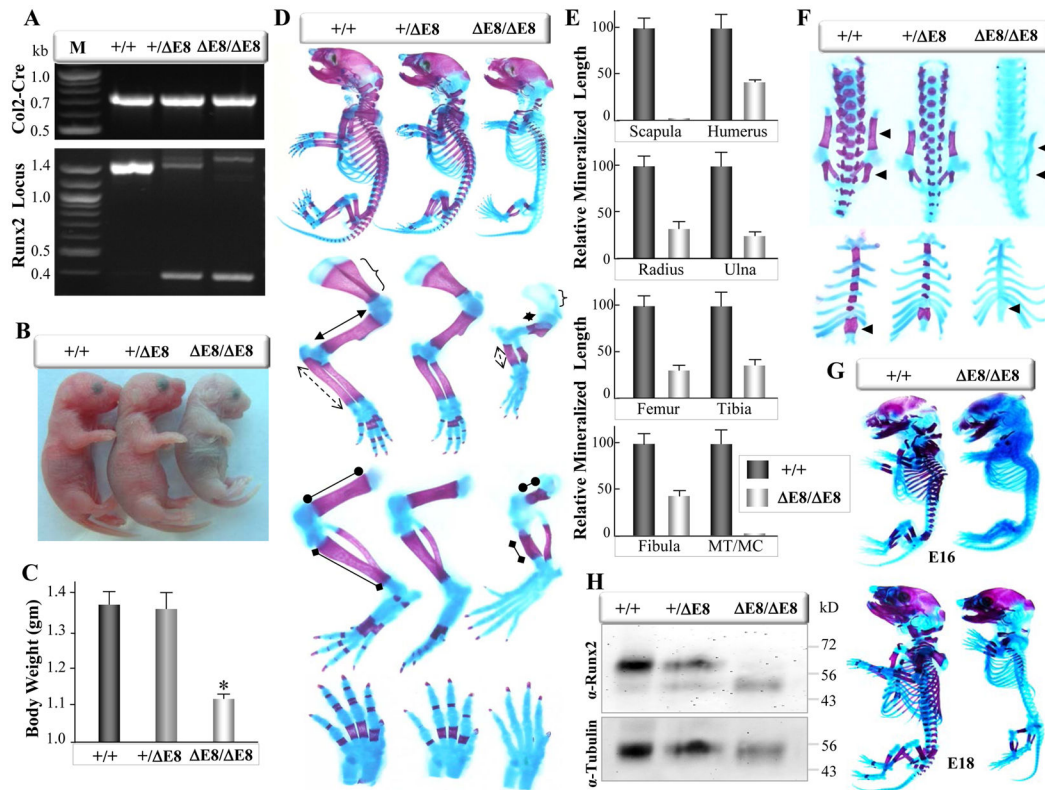 A
kb M +/+ +/ΔE8 ΔE8/ΔE8
Col2-Cre
1.0
0.7
0.5
Runx2 Locus
1.4
1.0
0.5
0.4
B
+/+ +/ΔE8 ΔE8/ΔE8
C
Body Weight (gm)
1.4
1.3
1.2
1.1
1.0
*
+/+ +/ΔE8 ΔE8/ΔE8
D
+/+ +/ΔE8 ΔE8/ΔE8
E
Relative Mineralized Length
100
50
0
Scapula Humerus
100
50
0
Radius Ulna
Relative Mineralized Length
100
50
0
Femur Tibia
100
50
0
Fibula MT/MC
+/+
ΔE8/ΔE8
F
+/+ +/ΔE8 ΔE8/ΔE8
G
+/+ ΔE8/ΔE8
E16
E18
H
+/+ +/ΔE8 ΔE8/ΔE8 kD
α-Runx2
72
56
43
α-Tubulin
56
43